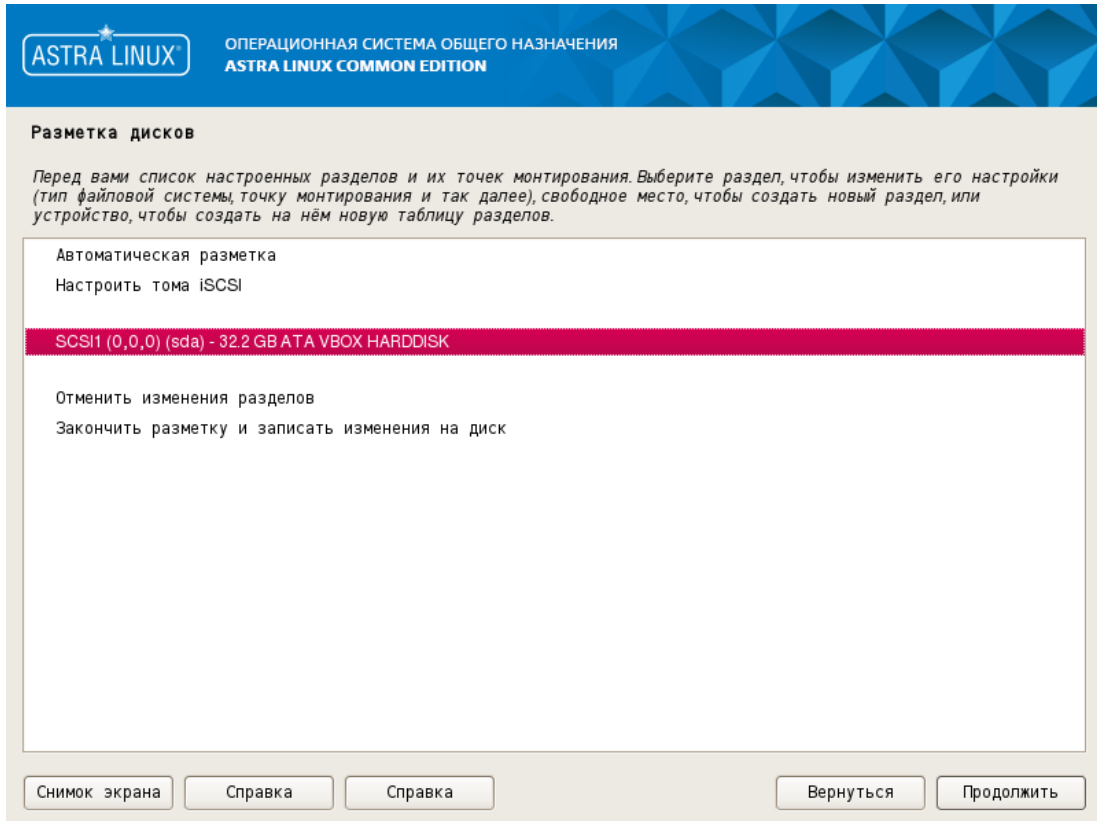 ASTRA LINUX®
ОПЕРАЦИОННАЯ СИСТЕМА ОБЩЕГО НАЗНАЧЕНИЯ
ASTRA LINUX COMMON EDITION
Разметка дисков
Перед вами список настроенных разделов и их точек монтирования. Выберите раздел, чтобы изменить его настройки
(тип файловой системы, точку монтирования и так далее), свободное место, чтобы создать новый раздел, или
устройство, чтобы создать на нём новую таблицу разделов.
Автоматическая разметка
Настроить тома iSCSI
SCSI1 (0,0,0) (sda) - 32.2 GB ATA VBOX HARDDISK
Отменить изменения разделов
Закончить разметку и записать изменения на диск
Снимок экрана
Справка
Справка
Вернуться
Продолжить